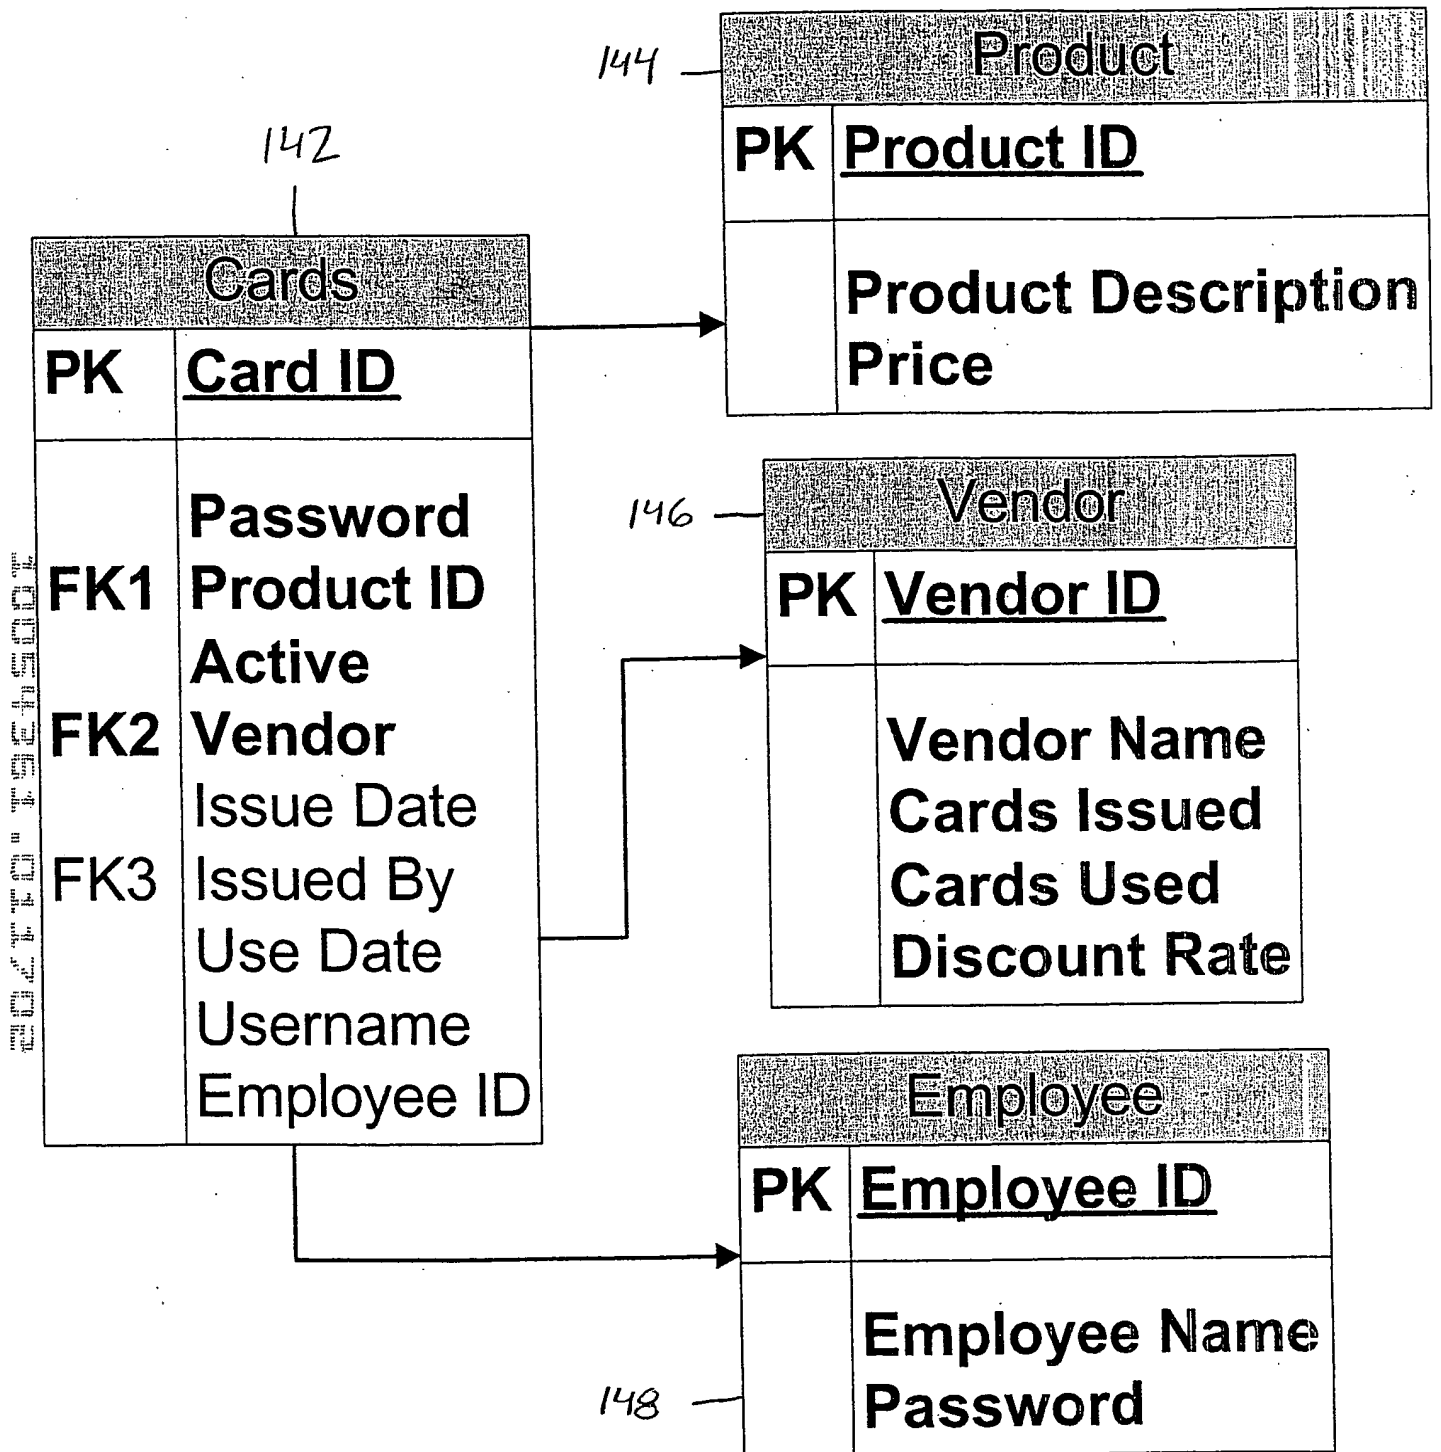 144
Product
PK Product ID
Product Description
Price
142
Cards
PK Card ID
Password
FK1 Product ID
Active
FK2 Vendor
Issue Date
FK3 Issued By
Use Date
Username
Employee ID
146
Vendor
PK Vendor ID
Vendor Name
Cards Issued
Cards Used
Discount Rate
Employee
PK Employee ID
Employee Name
Password
148